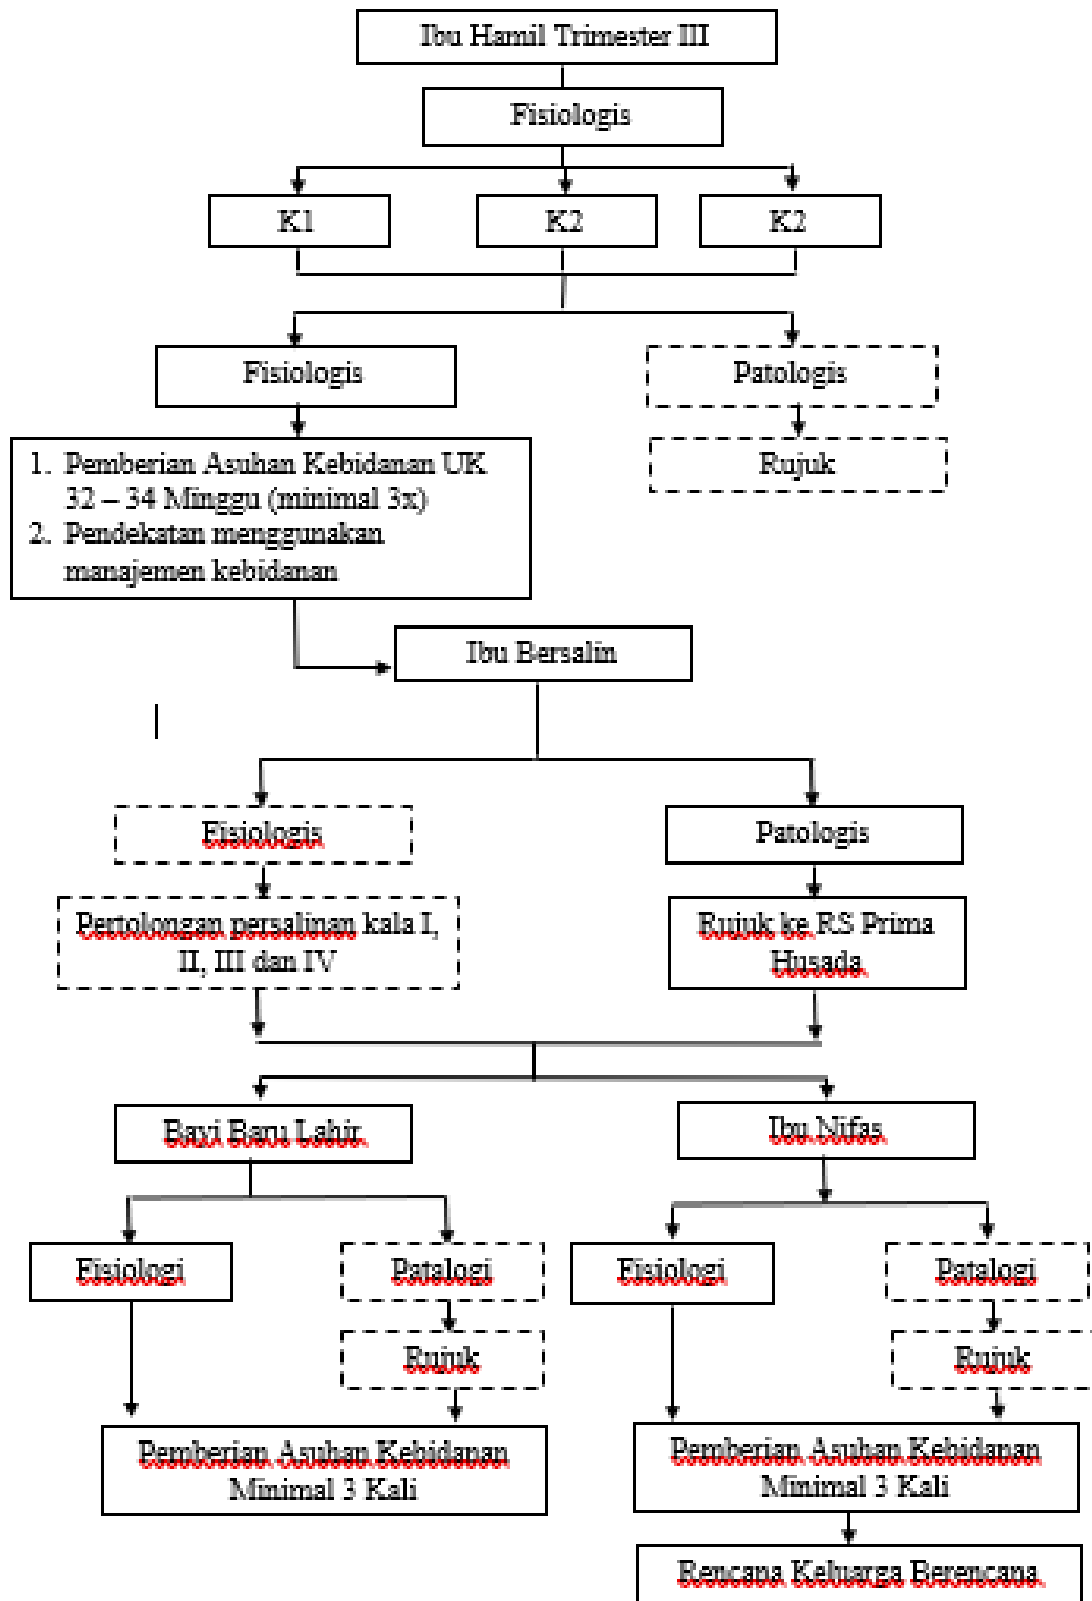 Ibu Hamil Trimester III
Fisiologis
K1
K2
K2
Fisiologis
Patologis
1. Pemberian Asuhan Kebidanan UK
32 – 34 Minggu (minimal 3x)
2. Pendekatan menggunakan
manajemen kebidanan
Rujuk
Ibu Bersalin
Fisiologis
Patologis
Pertolongan persalinan kala I,
II, III dan IV
Rujuk ke RS Prima
Husada
Bayi Baru Lahir
Ibu Nifas
Fisiologi
Patalogi
Fisiologi
Patalogi
Rujuk
Rujuk
Pemberian Asuhan Kebidanan
Minimal 3 Kali
Pemberian Asuhan Kebidanan
Minimal 3 Kali
Rencana Keluarga Berencana